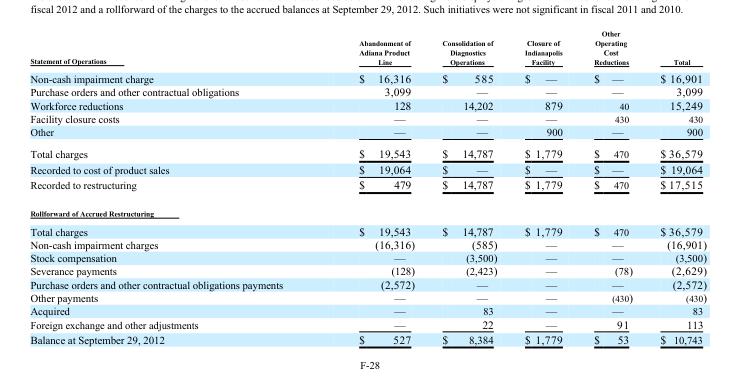 fiscal 2012 and a rollforward of the charges to the accrued balances at September 29, 2012. Such initiatives were not significant in fiscal 2011 and 2010.
Statement of Operations Abandonment of Adiana Product Line Consolidation of Diagnostics Operations Closure of Indianapolis Facility Other Operating Cost Reductions Total
Non-cash impairment charge $ 16,316 $ 585 $ — $ — $ 16,901
Purchase orders and other contractual obligations 3,099 — — — 3,099
Workforce reductions 128 14,202 879 40 15,249
Facility closure costs — — — 430 430
Other — — 900 — 900
Total charges $ 19,543 $ 14,787 $ 1,779 $ 470 $ 36,579
Recorded to cost of product sales $ 19,064 $ — $ — $ — $ 19,064
Recorded to restructuring $ 479 $ 14,787 $ 1,779 $ 470 $ 17,515
Rollforward of Accrued Restructuring
Total charges $ 19,543 $ 14,787 $ 1,779 $ 470 $ 36,579
Non-cash impairment charges (16,316) (585) — — (16,901)
Stock compensation — (3,500) — — (3,500)
Severance payments (128) (2,423) — (78) (2,629)
Purchase orders and other contractual obligations payments (2,572) — — — (2,572)
Other payments — — — (430) (430)
Acquired — 83 — — 83
Foreign exchange and other adjustments — 22 — 91 113
Balance at September 29, 2012 $ 527 $ 8,384 $ 1,779 $ 53 $ 10,743
F-28